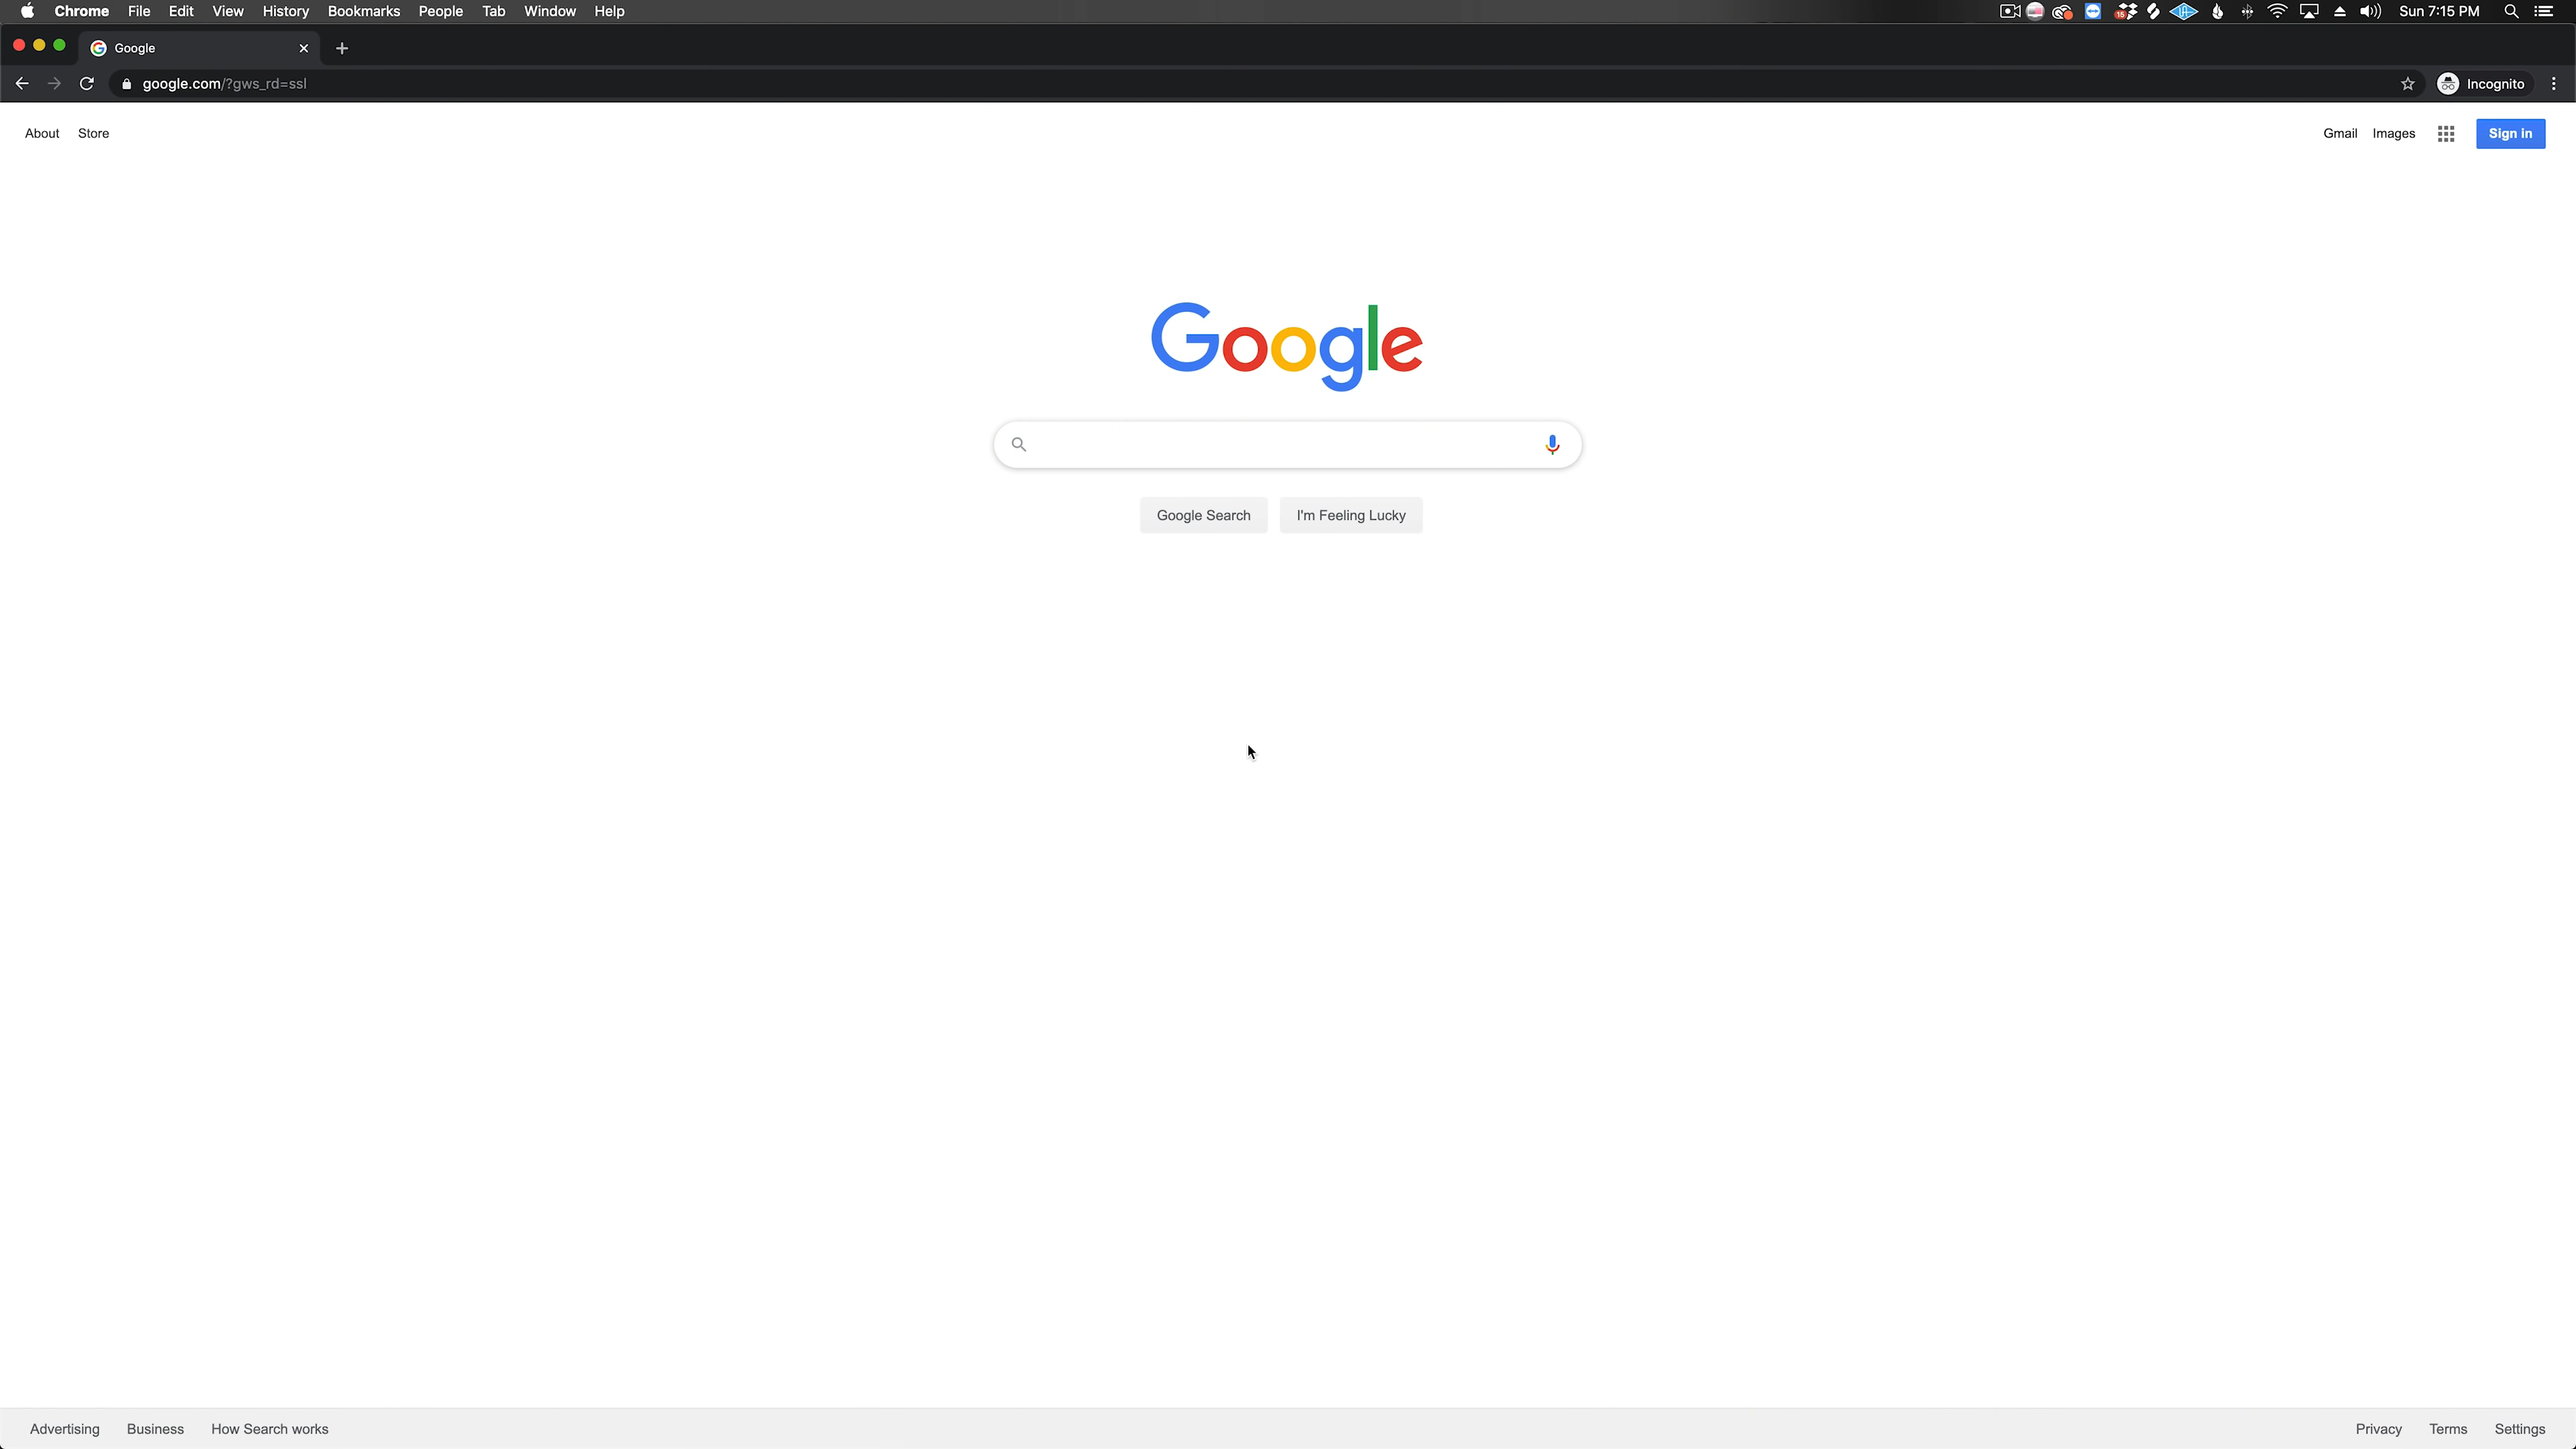 Chrome File Edit View History Bookmarks People Tab Window Help 15 Sun 7:15 PM
Google
google.com/?gws_rd=ssl Incognito
About Store Gmail Images Sign in
Google
Google Search I'm Feeling Lucky
Advertising Business How Search works Privacy Terms Settings